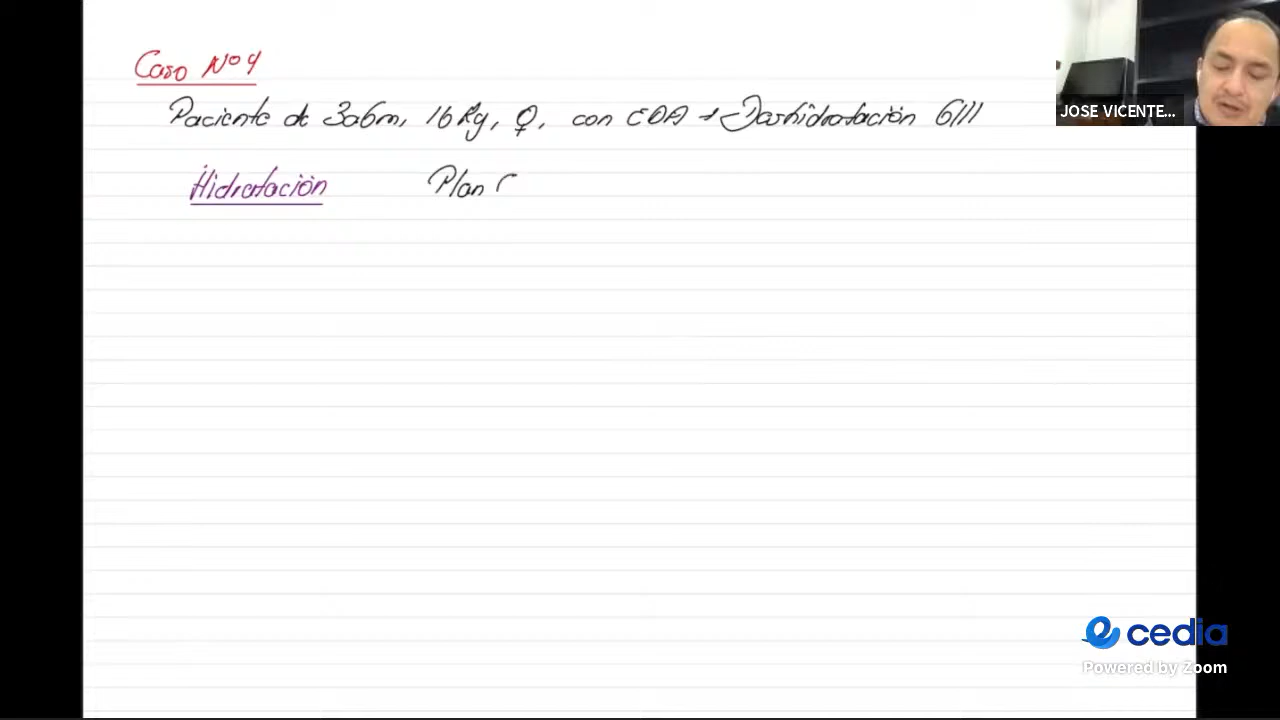 Caso Nº 4
Paciente de 3a6m, 16 Kg, ♀, con EDA + Deshidratación GIII
Hidratación Plan C
JOSE VICENTE...
cedia
Powered by Zoom